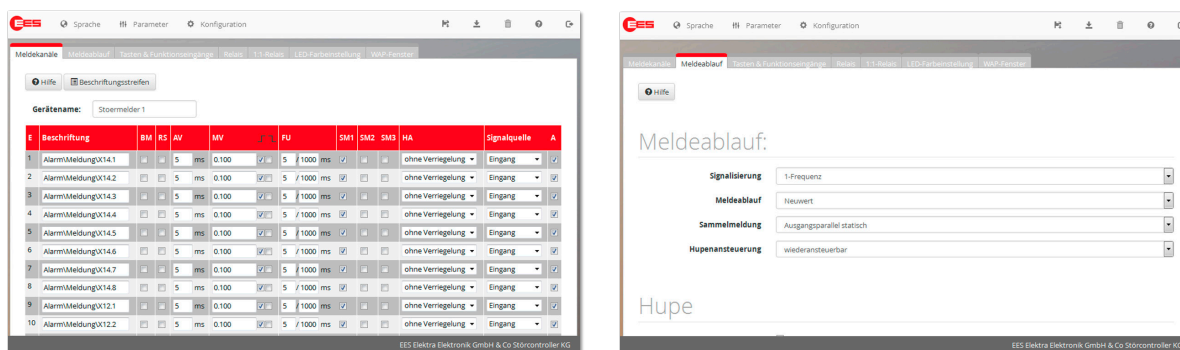 EES Sprache Parameter Konfiguration
Meldekanäle Meldeablauf Tasten & Funktionseingänge Relais 1:1-Relais LED-Farbeinstellung WAP-Fenster
Hilfe Beschriftungsstreifen
Gerätename: Stoermelder 1
E Beschriftung BM RS AV MV FU SM1 SM2 SM3 HA Signalquelle A
1 Alarm\Meldung\X14.1 5 ms 0.100 5 / 1000 ms ohne Verriegelung Eingang
2 Alarm\Meldung\X14.2 5 ms 0.100 5 / 1000 ms ohne Verriegelung Eingang
3 Alarm\Meldung\X14.3 5 ms 0.100 5 / 1000 ms ohne Verriegelung Eingang
4 Alarm\Meldung\X14.4 5 ms 0.100 5 / 1000 ms ohne Verriegelung Eingang
5 Alarm\Meldung\X14.5 5 ms 0.100 5 / 1000 ms ohne Verriegelung Eingang
6 Alarm\Meldung\X14.6 5 ms 0.100 5 / 1000 ms ohne Verriegelung Eingang
7 Alarm\Meldung\X14.7 5 ms 0.100 5 / 1000 ms ohne Verriegelung Eingang
8 Alarm\Meldung\X14.8 5 ms 0.100 5 / 1000 ms ohne Verriegelung Eingang
9 Alarm\Meldung\X12.1 5 ms 0.100 5 / 1000 ms ohne Verriegelung Eingang
10 Alarm\Meldung\X12.2 5 ms 0.100 5 / 1000 ms ohne Verriegelung Eingang
EES Elektra Elektronik GmbH & Co Störcontroller KG
EES Sprache Parameter Konfiguration
Meldekanäle Meldeablauf Tasten & Funktionseingänge Relais 1:1-Relais LED-Farbeinstellung WAP-Fenster
Hilfe
Meldeablauf:
Signalisierung 1-Frequenz
Meldeablauf Neuwert
Sammelmeldung Ausgangsparallel statisch
Hupenansteuerung wiederansteuerbar
Hupe
EES Elektra Elektronik GmbH & Co Störcontroller KG